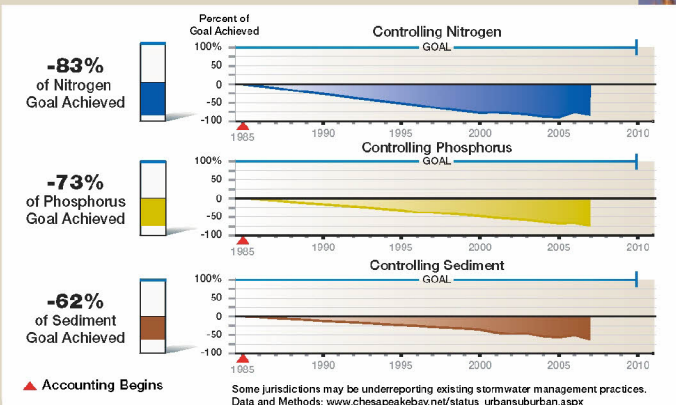 Percent of
Goal Achieved
Controlling Nitrogen
100%
GOAL
50
0
-50
-100
1985
1990
1995
2000
2005
2010
-83%
of Nitrogen
Goal Achieved
Controlling Phosphorus
100%
GOAL
50
0
-50
-100
1985
1990
1995
2000
2005
2010
-73%
of Phosphorus
Goal Achieved
Controlling Sediment
100%
GOAL
50
0
-50
-100
1985
1990
1995
2000
2005
2010
-62%
of Sediment
Goal Achieved
Accounting Begins
Some jurisdictions may be underreporting existing stormwater management practices.
Data and Methods: www.chesapeakebay.net/status_urbansuburban.aspx